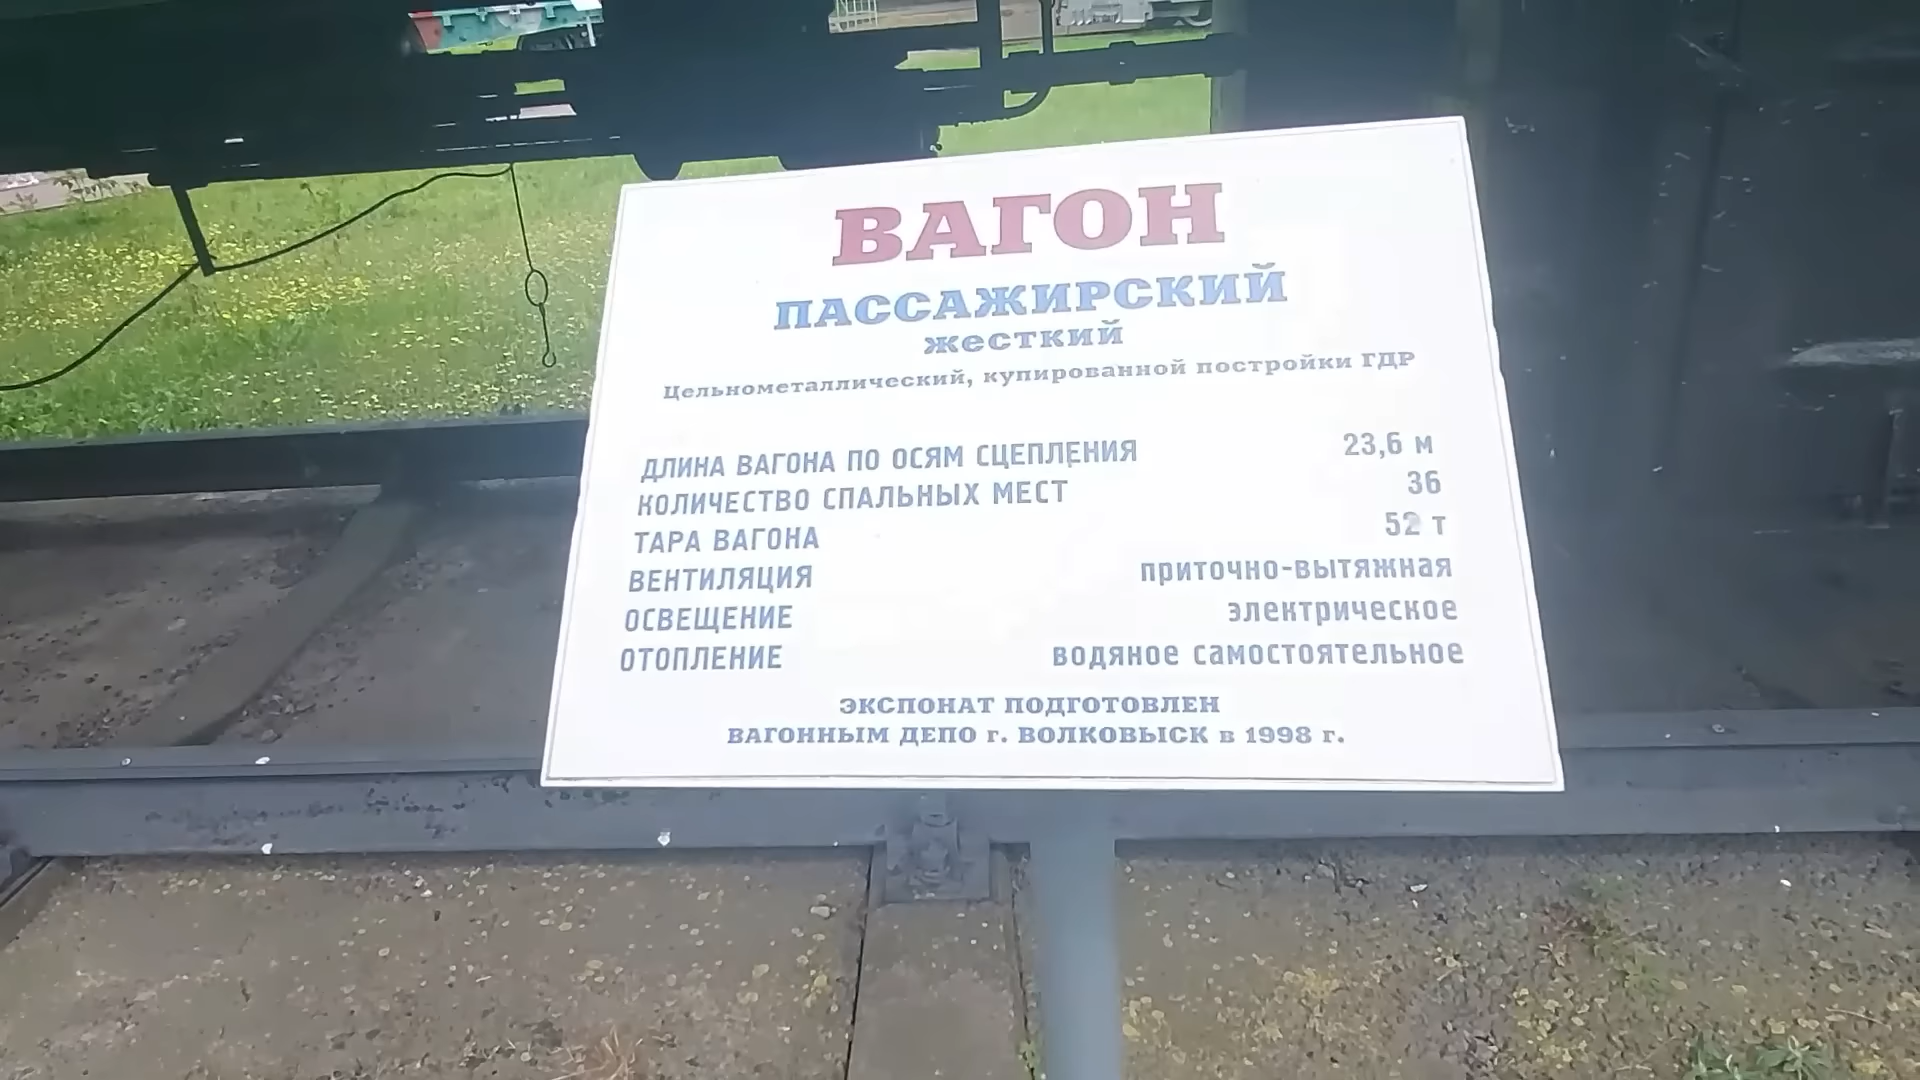 ВАГОН
ПАССАЖИРСКИЙ
жесткий
Цельнометаллический, купированной постройки ГДР
ДЛИНА ВАГОНА ПО ОСЯМ СЦЕПЛЕНИЯ 23,6 м
КОЛИЧЕСТВО СПАЛЬНЫХ МЕСТ 36
ТАРА ВАГОНА 52 т
ВЕНТИЛЯЦИЯ приточно-вытяжная
ОСВЕЩЕНИЕ электрическое
ОТОПЛЕНИЕ водяное самостоятельное
ЭКСПОНАТ ПОДГОТОВЛЕН
ВАГОННЫМ ДЕПО г. ВОЛКОВЫСК в 1998 г.